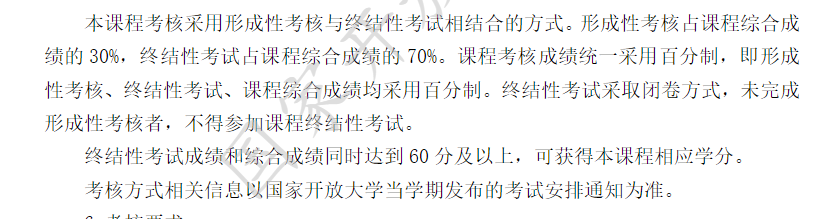 本课程考核采用形成性考核与终结性考试相结合的方式。形成性考核占课程综合成
绩的 30%，终结性考试占课程综合成绩的 70%。课程考核成绩统一采用百分制，即形成
性考核、终结性考试、课程综合成绩均采用百分制。终结性考试采取闭卷方式，未完成
形成性考核者，不得参加课程终结性考试。
终结性考试成绩和综合成绩同时达到 60 分及以上，可获得本课程相应学分。
考核方式相关信息以国家开放大学当学期发布的考试安排通知为准。
国家开